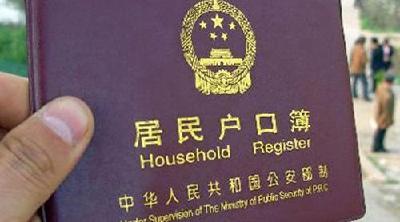 居民户口簿
Household Register
中华人民共和国公安部制
Under Supervision of The Ministry of Public Security of P.R.C